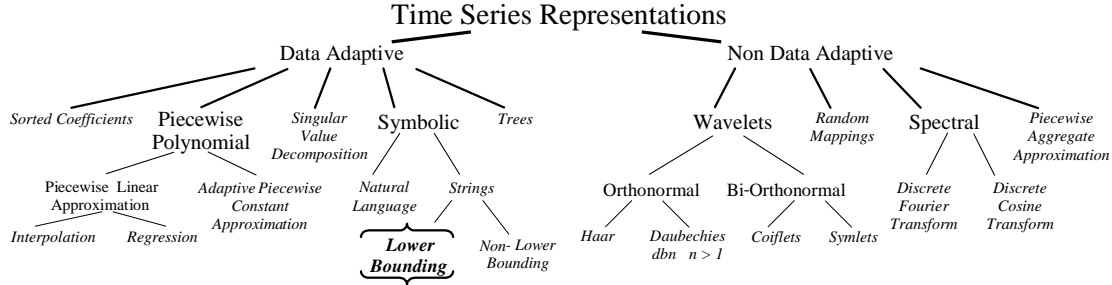 Time Series Representations
Data Adaptive
Non Data Adaptive
Sorted Coefficients
Piecewise
Polynomial
Singular
Value
Decomposition
Symbolic
Trees
Wavelets
Random
Mappings
Spectral
Piecewise
Aggregate
Approximation
Piecewise Linear
Approximation
Adaptive Piecewise
Constant
Approximation
Natural
Language
Strings
Orthonormal
Bi-Orthonormal
Discrete
Fourier
Transform
Discrete
Cosine
Transform
Interpolation
Regression
Lower
Bounding
Non- Lower
Bounding
Haar
Daubechies
dbn n > 1
Coiflets
Symlets